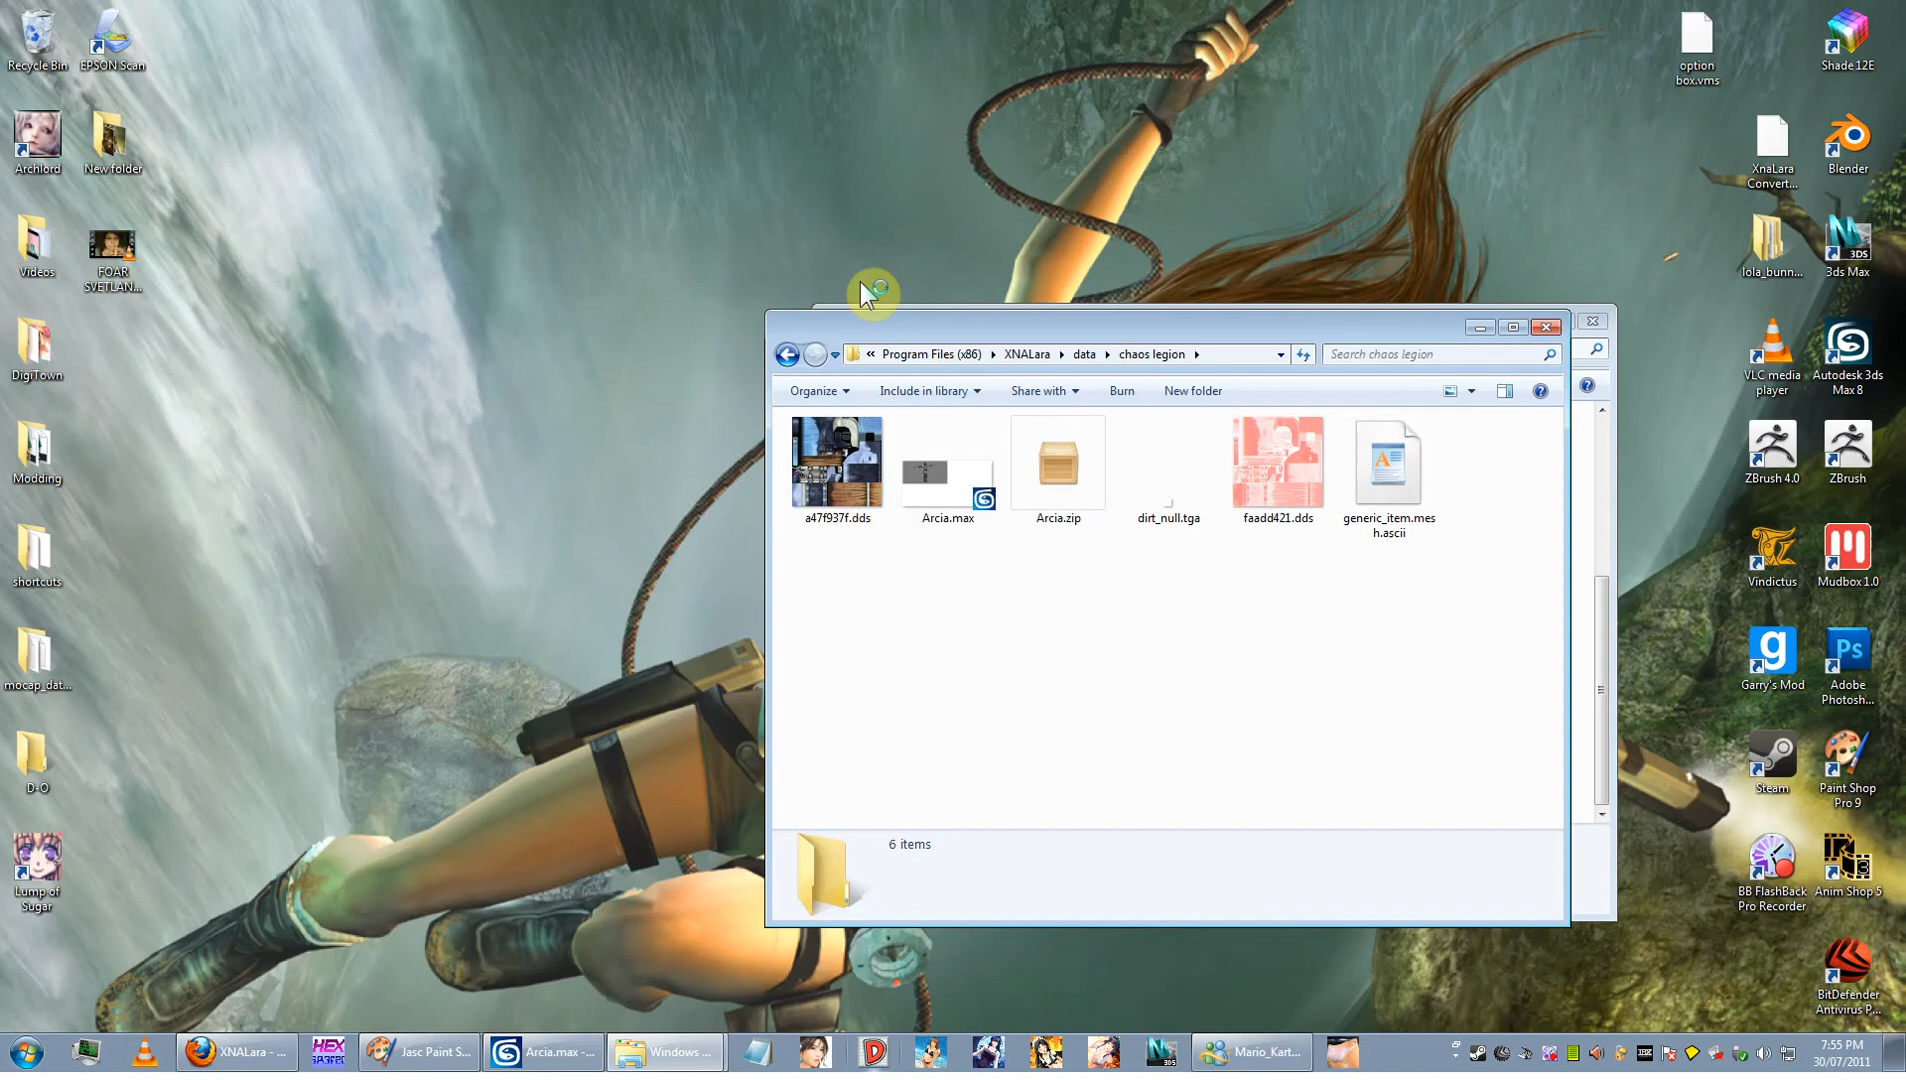 Recycle Bin
EPSON Scan
Archlord
New folder
Videos
FOAR
SVETLAN...
DigiTown
Modding
shortcuts
mocap_dat...
D-O
Lump of
Sugar
option
box.vms
Shade 12E
XnaLara
Convert...
Blender
lola_bunn...
3ds Max
VLC media
player
Autodesk 3ds
Max 8
ZBrush 4.0
ZBrush
Vindictus
Mudbox 1.0
Garry's Mod
Adobe
Photosh...
Steam
Paint Shop
Pro 9
BB FlashBack
Pro Recorder
Anim Shop 5
BitDefender
Antivirus P...
« Program Files (x86) XNALara data chaos legion
Search chaos legion
Organize Include in library Share with Burn New folder
a47f937f.dds
Arcia.max
Arcia.zip
dirt_null.tga
faadd421.dds
generic_item.mes
h.ascii
6 items
XNALara - ...
HEX
Jasc Paint S...
Arcia.max -...
Windows ...
Mario_Kart...
7:55 PM
30/07/2011